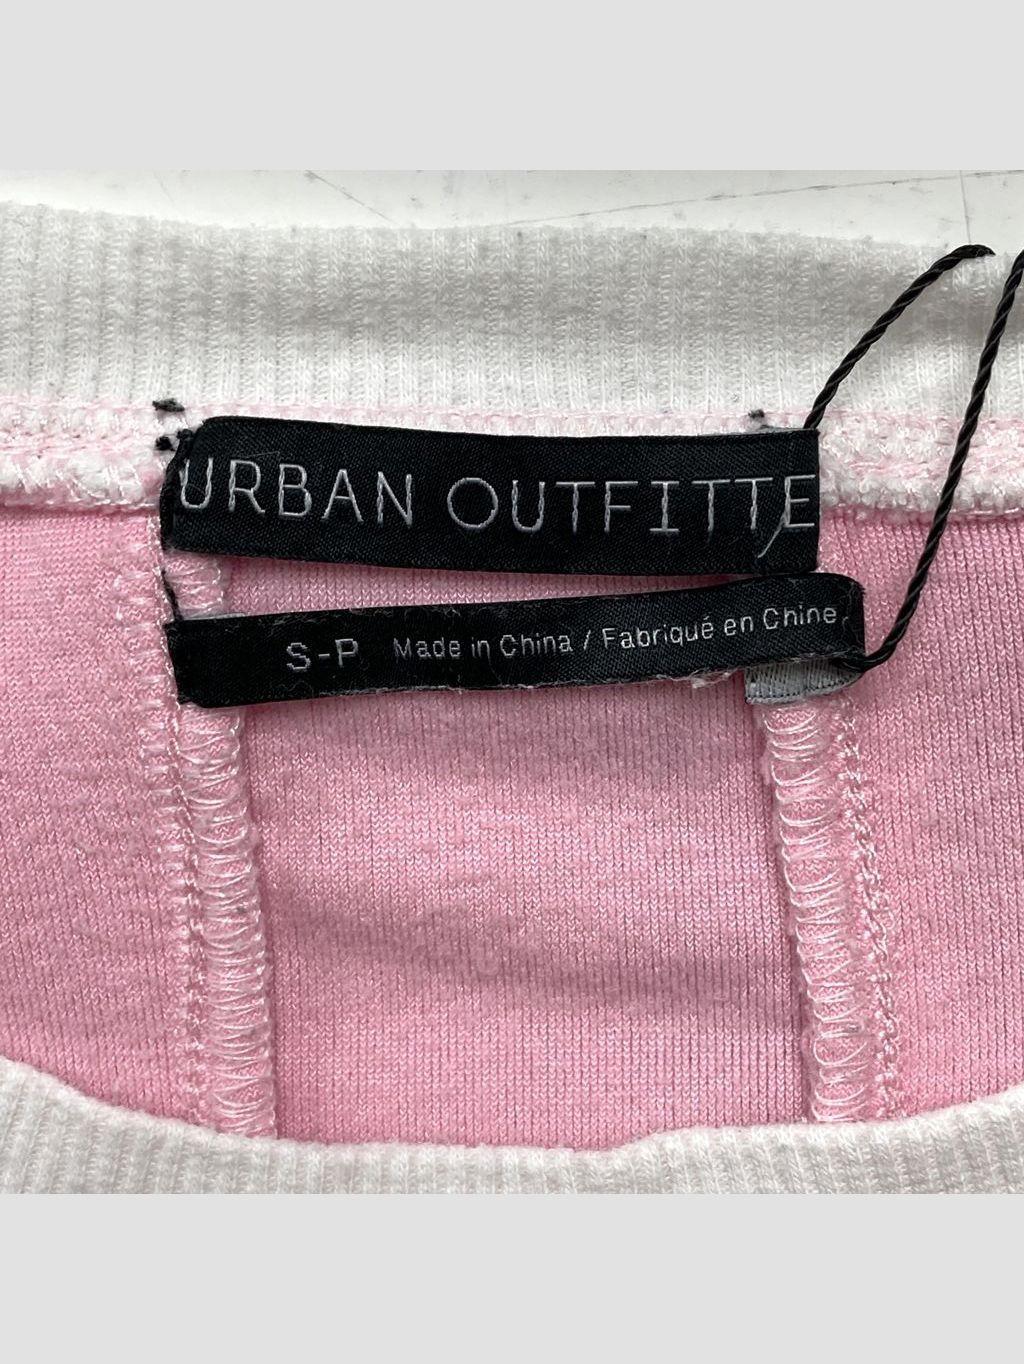 URBAN OUTFITTE
S-P Made in China / Fabriqué en Chine